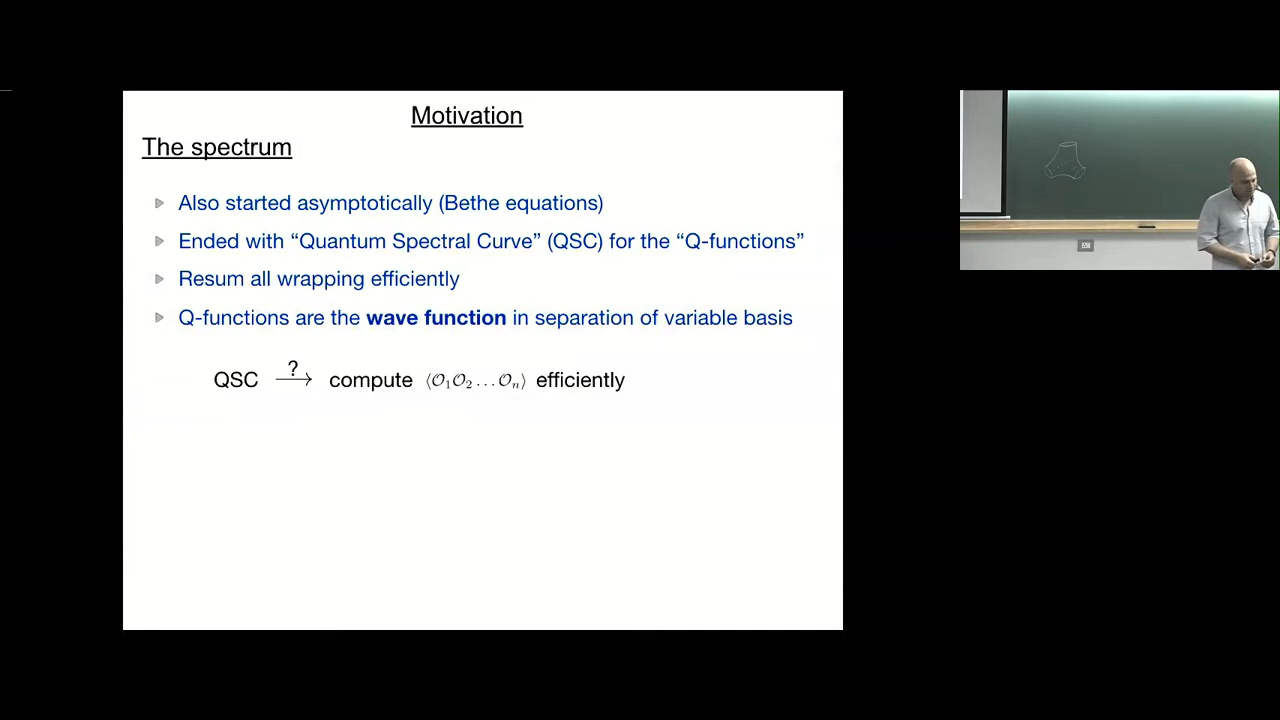 Motivation
The spectrum
Also started asymptotically (Bethe equations)
Ended with “Quantum Spectral Curve” (QSC) for the “Q-functions”
Resum all wrapping efficiently
Q-functions are the wave function in separation of variable basis
QSC ?⟶ compute ⟨𝒪₁𝒪₂…𝒪ₙ⟩ efficiently